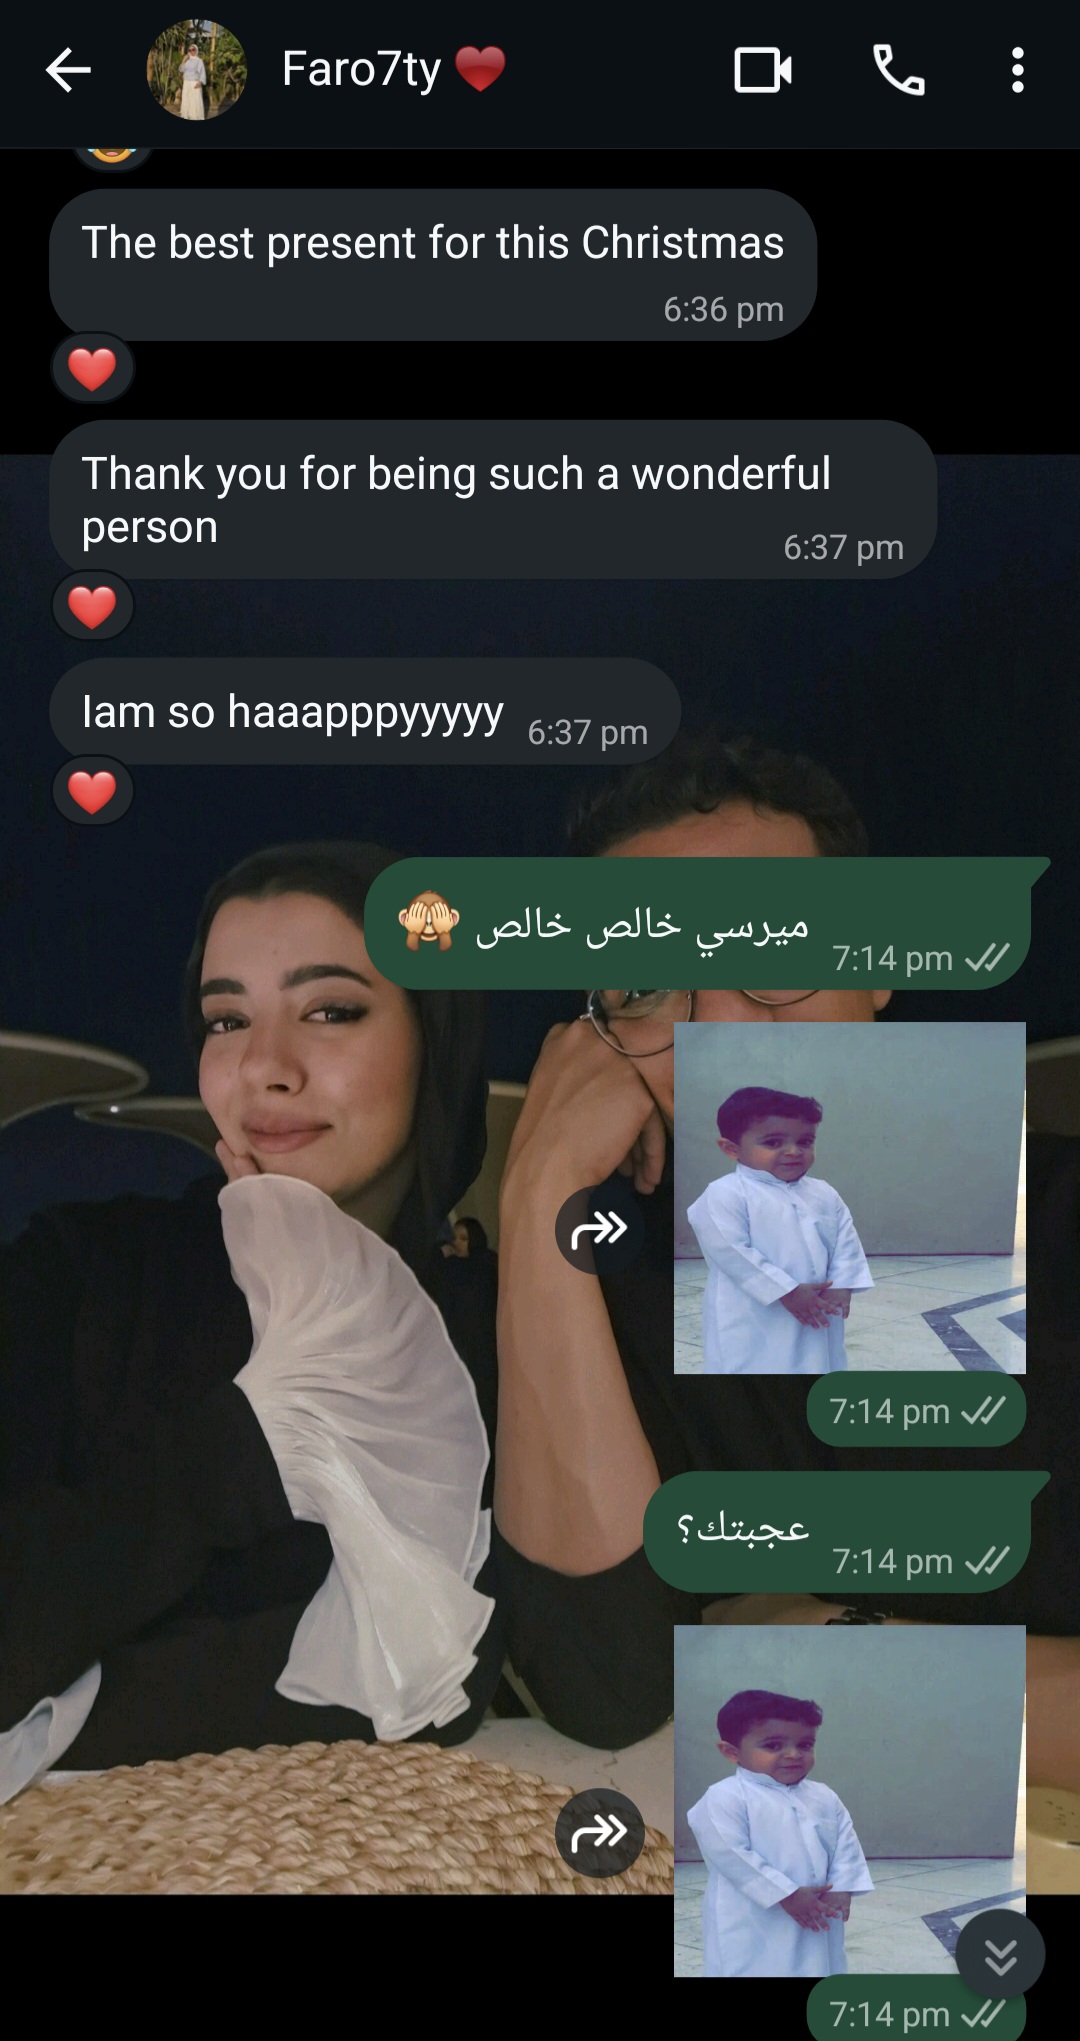 Faro7ty ❤️
The best present for this Christmas
6:36 pm
❤️
Thank you for being such a wonderful
person
6:37 pm
❤️
Iam so haaapppyyyyy 6:37 pm
❤️
ميرسي خالص خالص 🙈
7:14 pm
7:14 pm
عجبتك؟
7:14 pm
7:14 pm